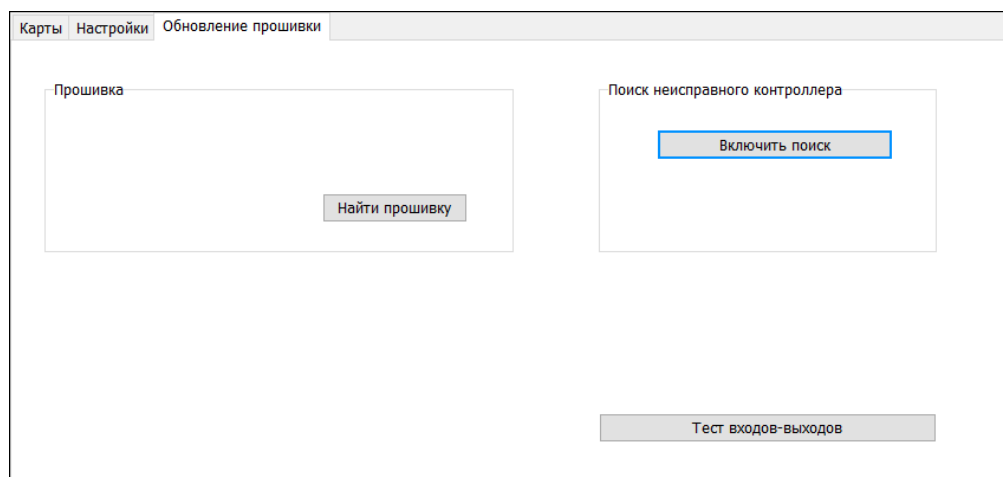 Карты
Настройки
Обновление прошивки
Прошивка
Найти прошивку
Поиск неисправного контроллера
Включить поиск
Тест входов-выходов